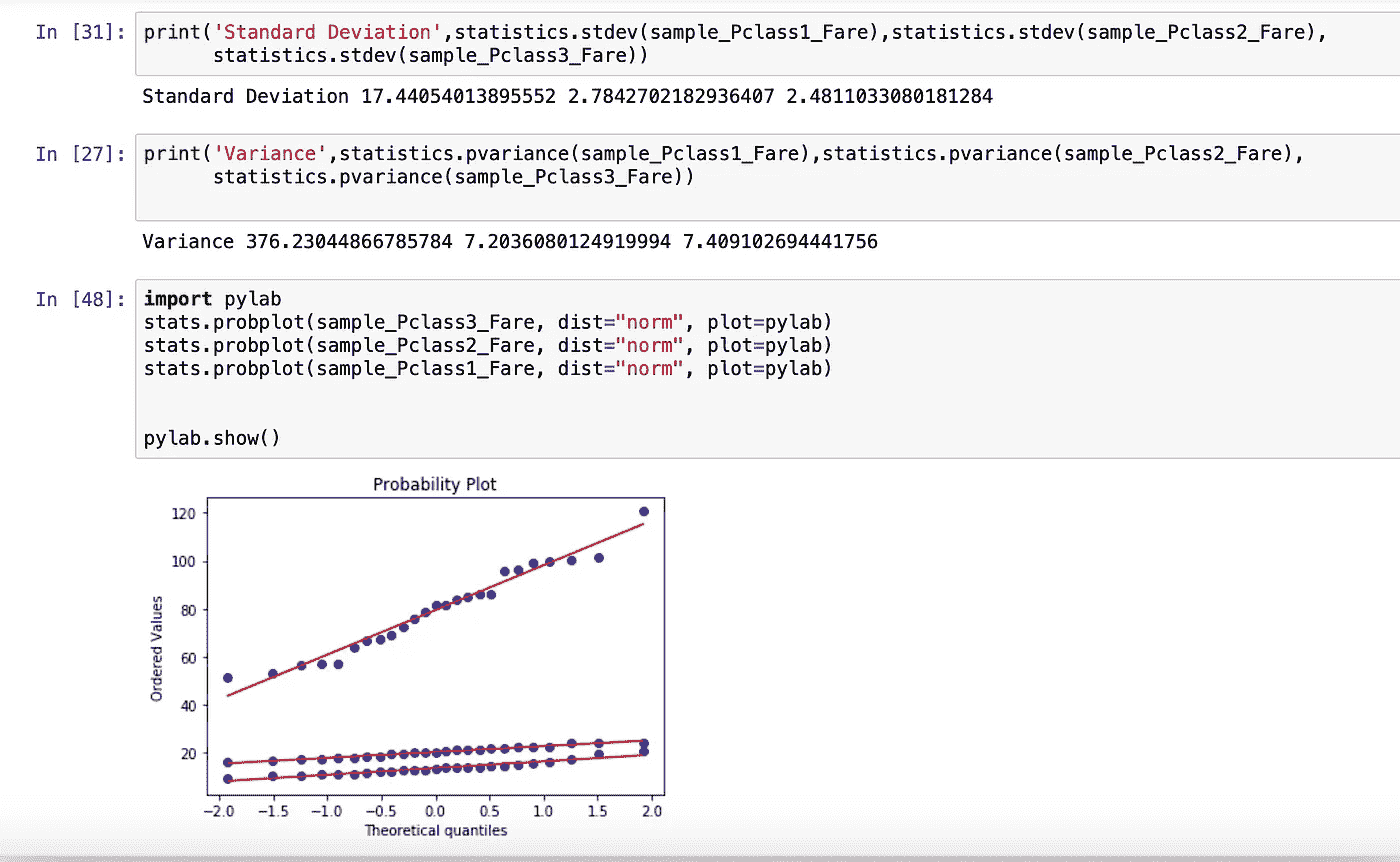 In [31]: print('Standard Deviation',statistics.stdev(sample_Pclass1_Fare),statistics.stdev(sample_Pclass2_Fare),
statistics.stdev(sample_Pclass3_Fare))
Standard Deviation 17.44054013895552 2.7842702182936407 2.4811033080181284
In [27]: print('Variance',statistics.pvariance(sample_Pclass1_Fare),statistics.pvariance(sample_Pclass2_Fare),
statistics.pvariance(sample_Pclass3_Fare))
Variance 376.23044866785784 7.2036080124919994 7.409102694441756
In [48]: import pylab
stats.probplot(sample_Pclass3_Fare, dist="norm", plot=pylab)
stats.probplot(sample_Pclass2_Fare, dist="norm", plot=pylab)
stats.probplot(sample_Pclass1_Fare, dist="norm", plot=pylab)
pylab.show()
Probability Plot
Ordered Values
120
100
80
60
40
20
−2.0 −1.5 −1.0 −0.5 0.0 0.5 1.0 1.5 2.0
Theoretical quantiles